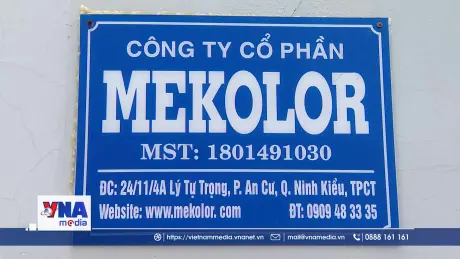 CÔNG TY CỔ PHẦN
MEKOLOR
MST: 1801491030
ĐC: 24/11/4A Lý Tự Trọng, P. An Cư, Q. Ninh Kiều, TPCT
Website: www.mekolor. com ĐT: 0909 48 33 35
VNA
media
https://vietnammedia.vnanet.vn/ mail@vnamedia.vn 0888 161 161